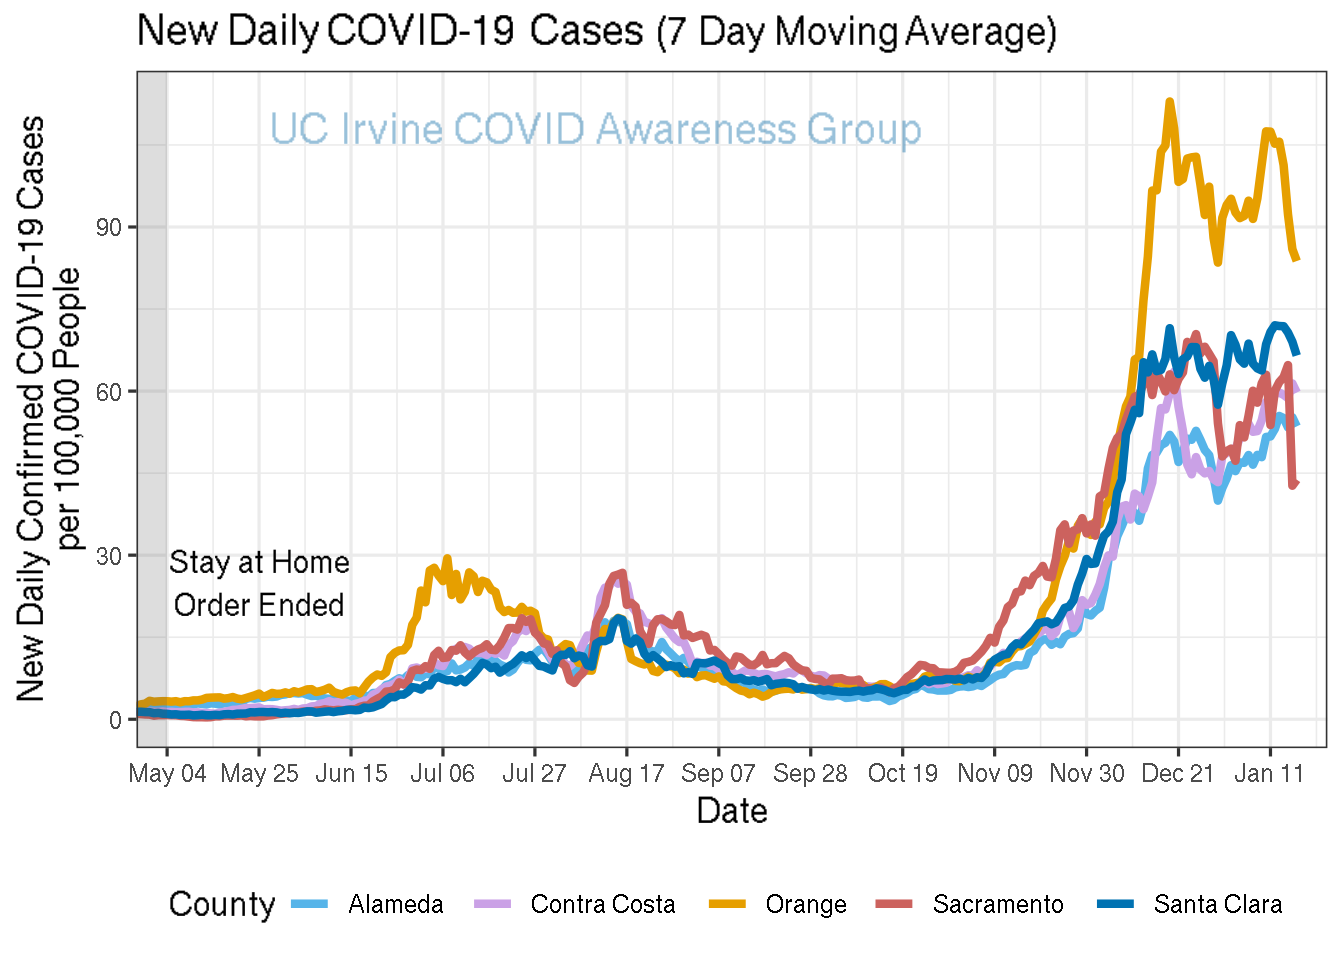 New Daily COVID-19 Cases (7 Day Moving Average)
UC Irvine COVID Awareness Group
New Daily Confirmed COVID-19 Cases
per 100,000 People
90
60
30
0
Stay at Home
Order Ended
May 04 May 25 Jun 15 Jul 06 Jul 27 Aug 17 Sep 07 Sep 28 Oct 19 Nov 09 Nov 30 Dec 21 Jan 11
Date
County Alameda Contra Costa Orange Sacramento Santa Clara